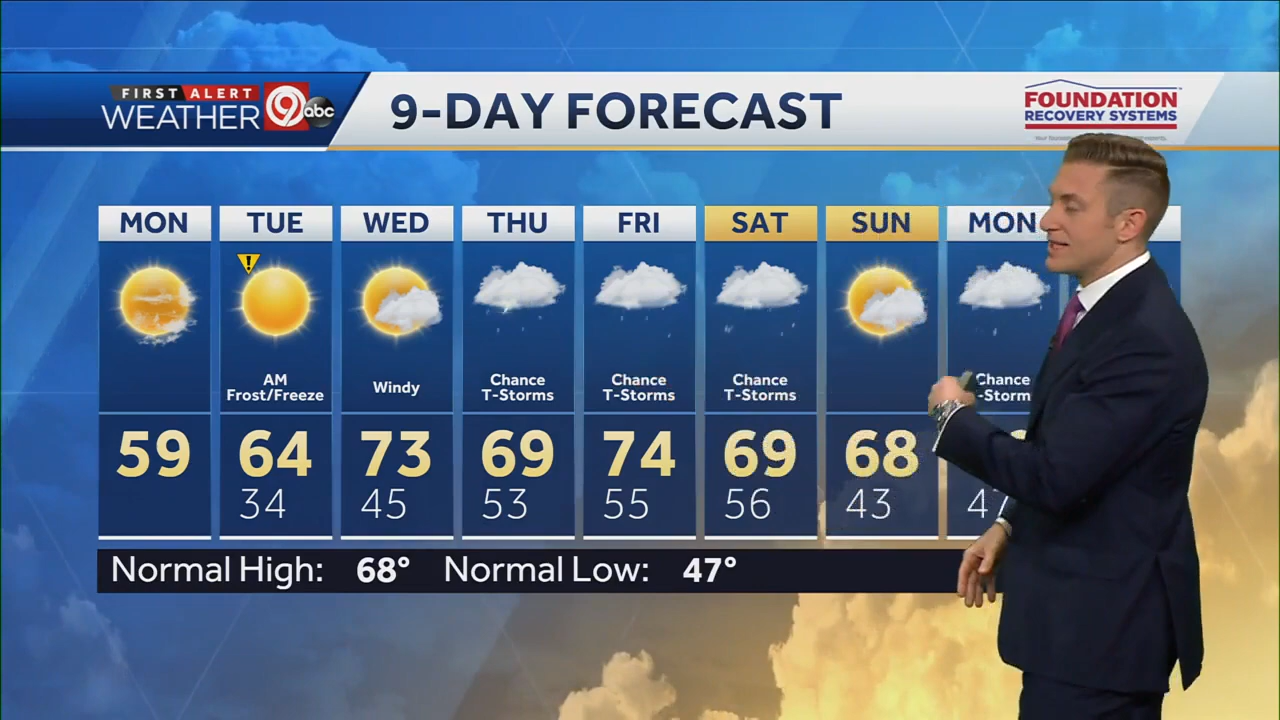 FIRST ALERT
WEATHER 9 abc
9-DAY FORECAST
FOUNDATION
RECOVERY SYSTEMS
MON TUE WED THU FRI SAT SUN MON
!
AM
Frost/Freeze
Windy
Chance
T-Storms
Chance
T-Storms
Chance
T-Storms
Chance
-Storm
59 64 73 69 74 69 68
34 45 53 55 56 43 47
Normal High: 68° Normal Low: 47°